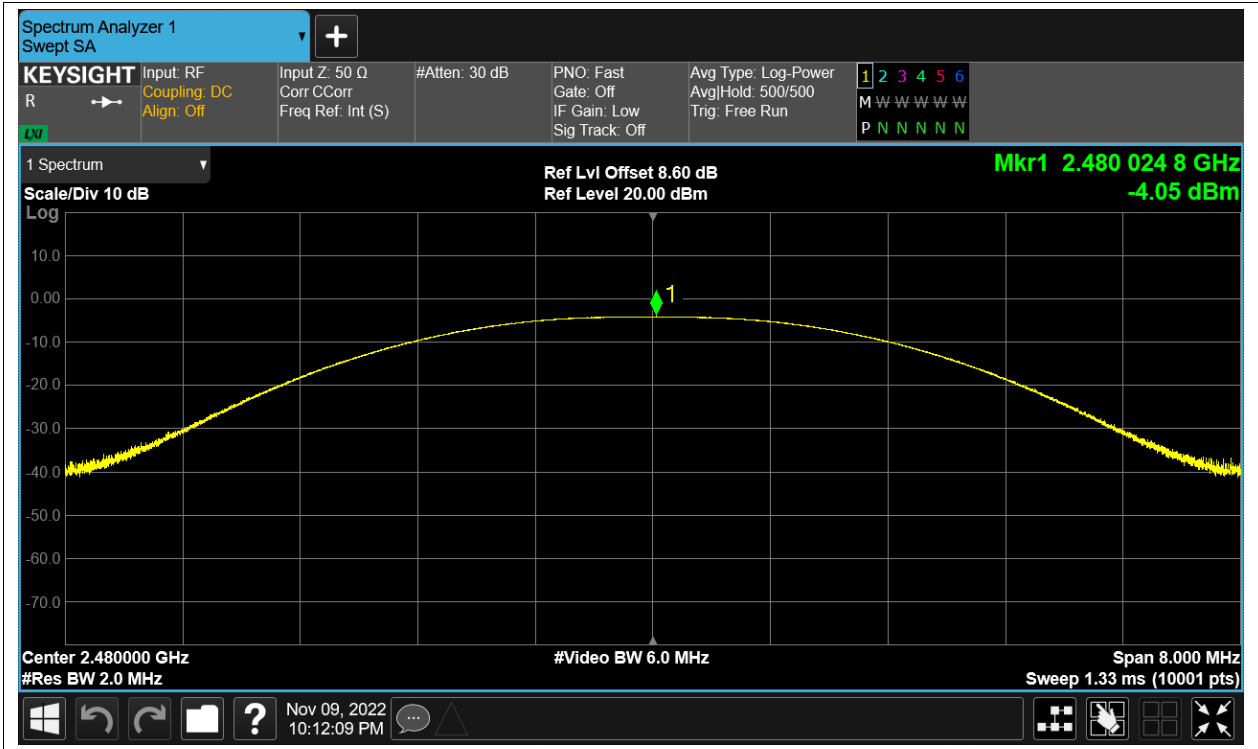 Spectrum Analyzer 1
Swept SA
KEYSIGHT
R
LXI
Input: RF
Coupling: DC
Align: Off
Input Z: 50 Ω
Corr CCorr
Freq Ref: Int (S)
#Atten: 30 dB
PNO: Fast
Gate: Off
IF Gain: Low
Sig Track: Off
Avg Type: Log-Power
Avg|Hold: 500/500
Trig: Free Run
1 2 3 4 5 6
M W W W W W
P N N N N N
1 Spectrum
Scale/Div 10 dB
Ref Lvl Offset 8.60 dB
Ref Level 20.00 dBm
Mkr1 2.480 024 8 GHz
-4.05 dBm
Log
10.0
0.00
1
-10.0
-20.0
-30.0
-40.0
-50.0
-60.0
-70.0
Center 2.480000 GHz
#Video BW 6.0 MHz
Span 8.000 MHz
#Res BW 2.0 MHz
Sweep 1.33 ms (10001 pts)
?
Nov 09, 2022
10:12:09 PM